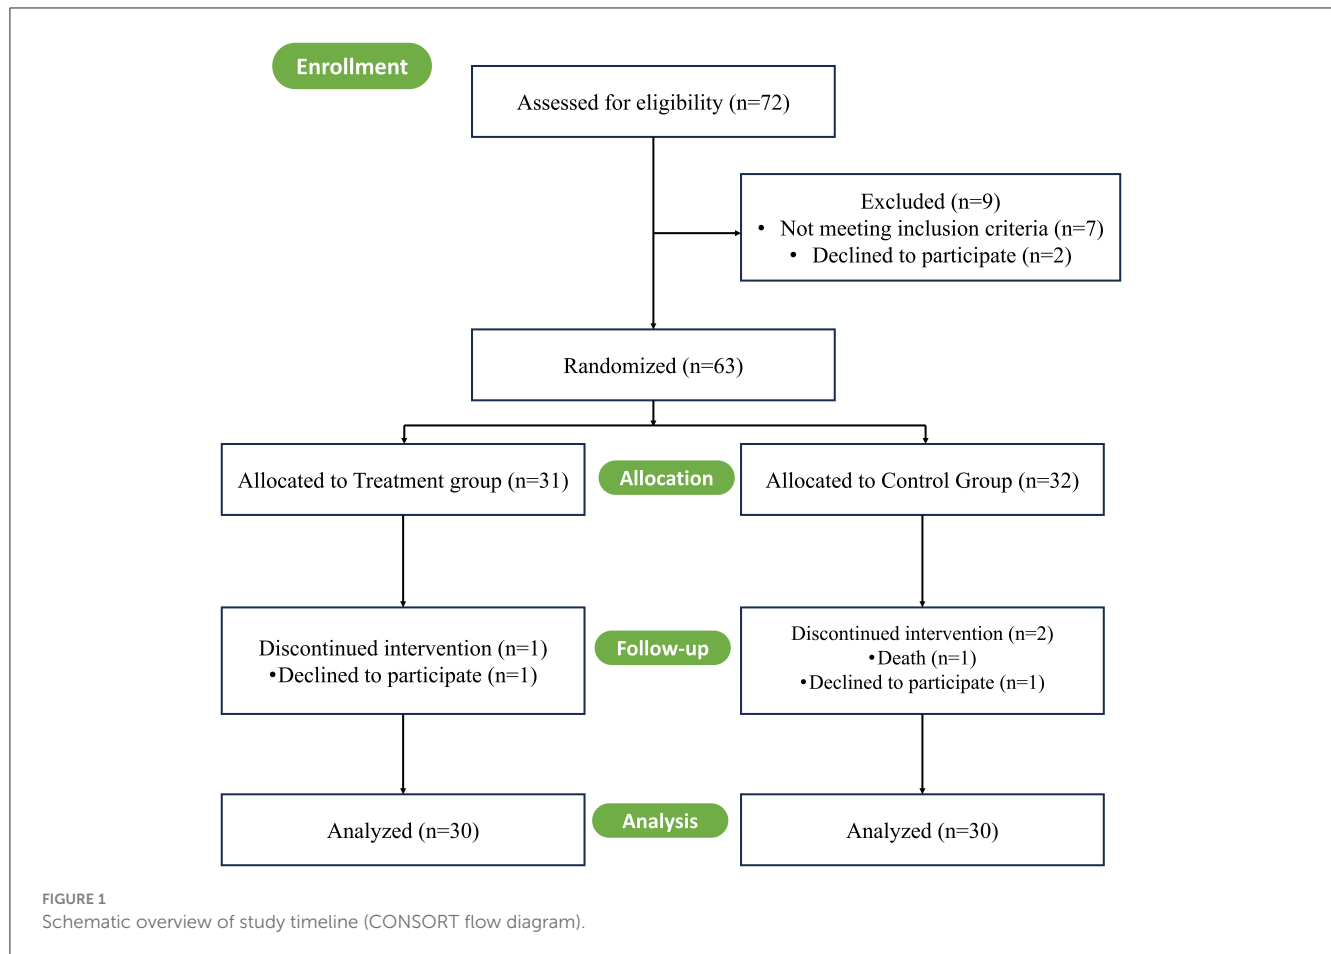 Enrollment
Assessed for eligibility (n=72)
Excluded (n=9)
• Not meeting inclusion criteria (n=7)
• Declined to participate (n=2)
Randomized (n=63)
Allocated to Treatment group (n=31)
Allocation
Allocated to Control Group (n=32)
Discontinued intervention (n=1)
•Declined to participate (n=1)
Follow-up
Discontinued intervention (n=2)
•Death (n=1)
•Declined to participate (n=1)
Analyzed (n=30)
Analysis
Analyzed (n=30)
FIGURE 1
Schematic overview of study timeline (CONSORT flow diagram).